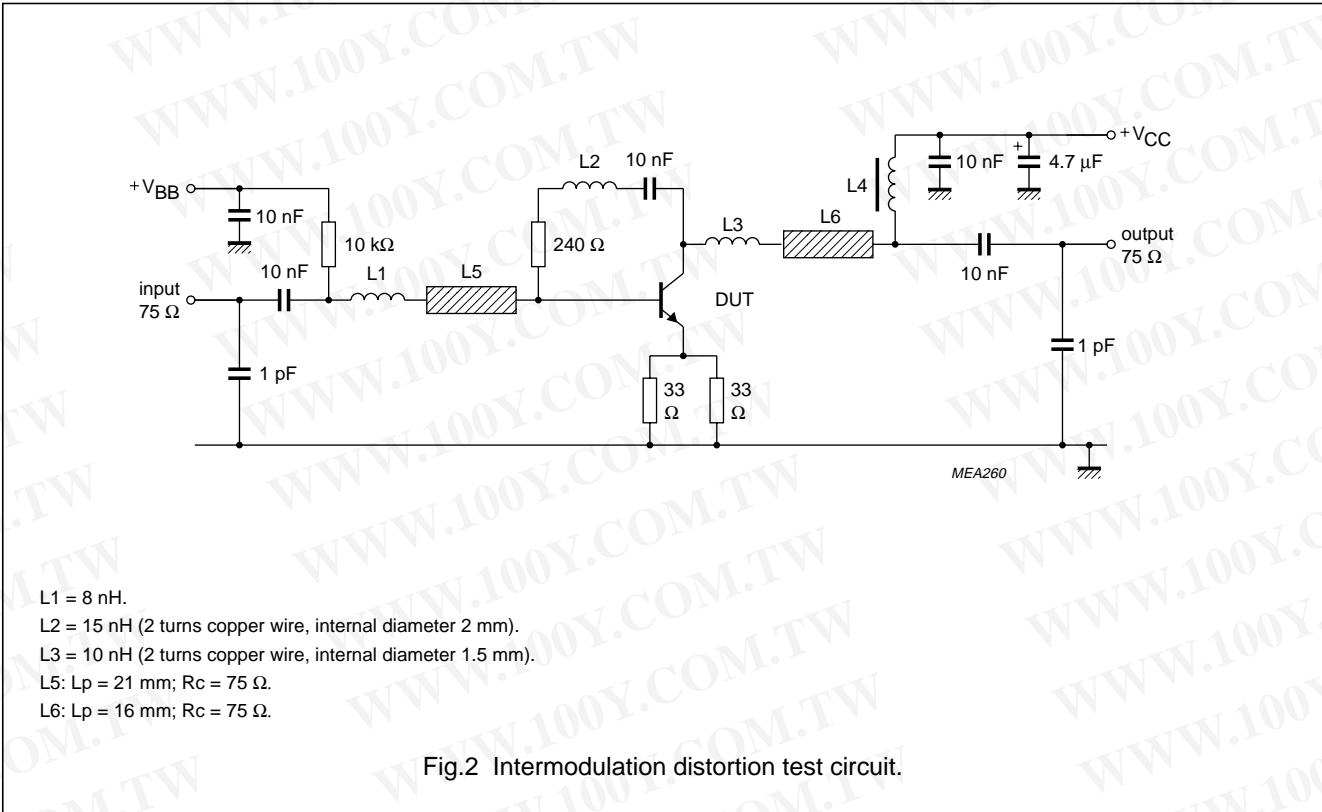 WWW.100Y.COM.TW
+VCC
10 nF
4.7 µF
+
L4
L2
10 nF
+VBB
10 nF
10 kΩ
240 Ω
L3
L6
output
75 Ω
10 nF
10 nF
L1
L5
input
75 Ω
DUT
1 pF
1 pF
33
Ω
33
Ω
MEA260
L1 = 8 nH.
L2 = 15 nH (2 turns copper wire, internal diameter 2 mm).
L3 = 10 nH (2 turns copper wire, internal diameter 1.5 mm).
L5: Lp = 21 mm; Rc = 75 Ω.
L6: Lp = 16 mm; Rc = 75 Ω.
Fig.2 Intermodulation distortion test circuit.